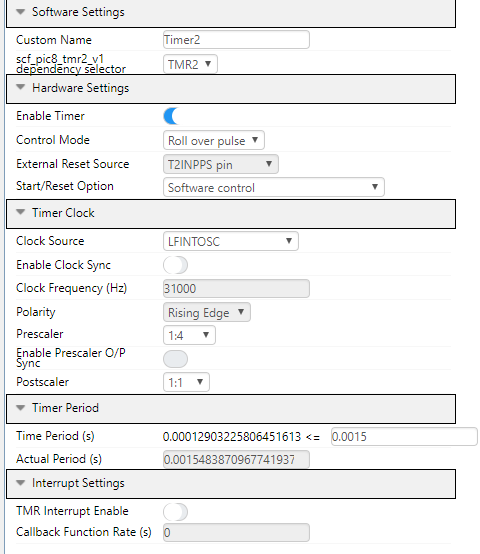 Software Settings
Custom Name Timer2
scf_pic8_tmr2_v1
dependency selector TMR2
Hardware Settings
Enable Timer
Control Mode Roll over pulse
External Reset Source T2INPPS pin
Start/Reset Option Software control
Timer Clock
Clock Source LFINTOSC
Enable Clock Sync
Clock Frequency (Hz) 31000
Polarity Rising Edge
Prescaler 1:4
Enable Prescaler O/P
Sync
Postscaler 1:1
Timer Period
Time Period (s) 0.00012903225806451613 <= 0.0015
Actual Period (s) 0.0015483870967741937
Interrupt Settings
TMR Interrupt Enable
Callback Function Rate (s) 0